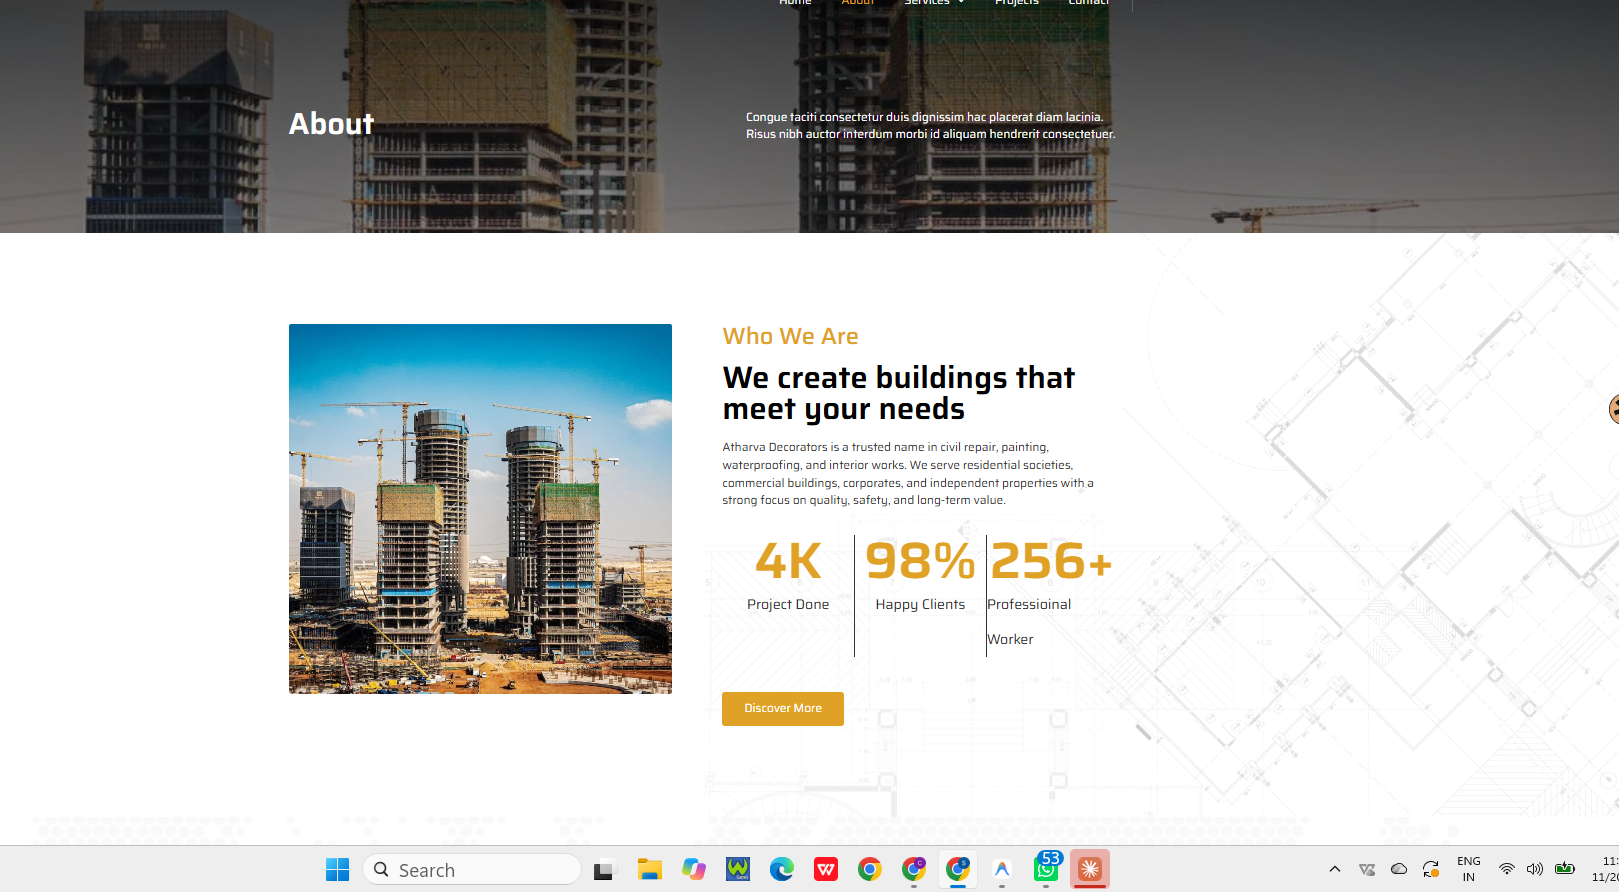 Home About Services Projects Contact
About
Congue taciti consectetur duis dignissim hac placerat diam lacinia.
Risus nibh auctor interdum morbi id aliquam hendrerit consectetuer.
Who We Are
We create buildings that
meet your needs
Atharva Decorators is a trusted name in civil repair, painting,
waterproofing, and interior works. We serve residential societies,
commercial buildings, corporates, and independent properties with a
strong focus on quality, safety, and long-term value.
4K 98% 256+
Project Done Happy Clients Professioinal
Worker
Discover More
Search
53
ENG
IN
11:
11/20